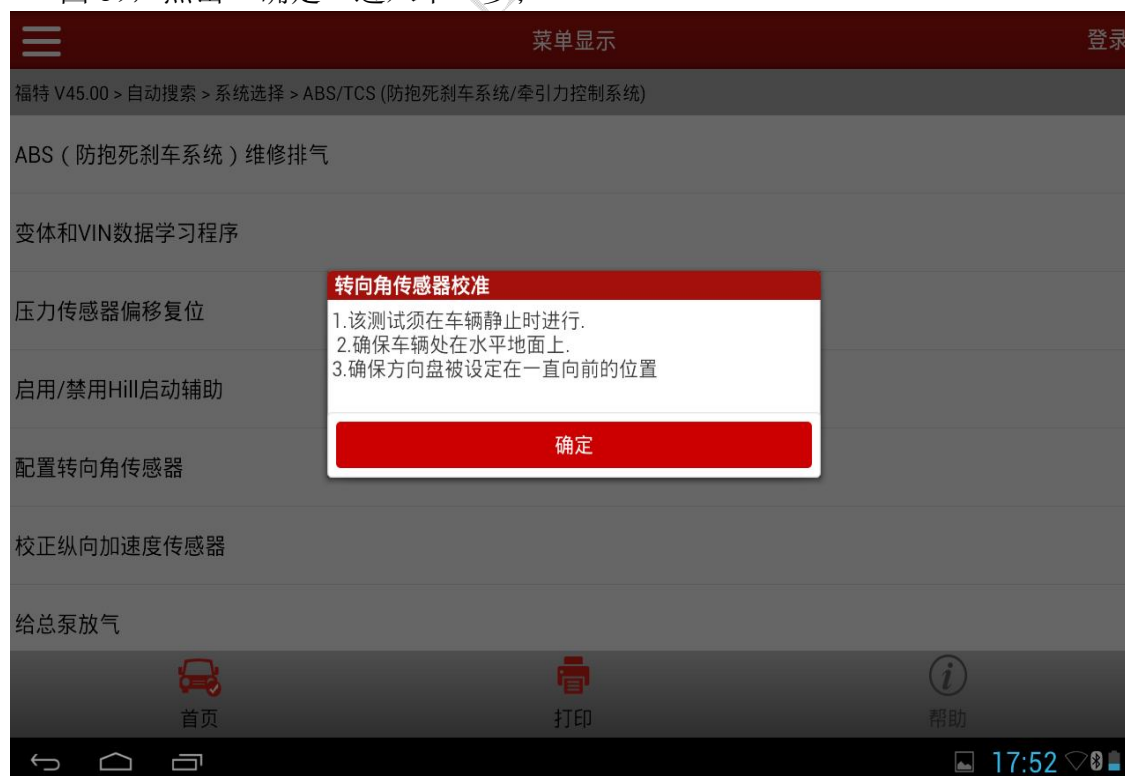 菜单显示
登录
福特 V45.00 > 自动搜索 > 系统选择 > ABS/TCS (防抱死刹车系统/牵引力控制系统)
ABS（防抱死刹车系统）维修排气
变体和VIN数据学习程序
压力传感器偏移复位
启用/禁用Hill启动辅助
配置转向角传感器
校正纵向加速度传感器
给总泵放气
转向角传感器校准
1.该测试须在车辆静止时进行.
2.确保车辆处在水平地面上.
3.确保方向盘被设定在一直向前的位置
确定
首页
打印
帮助
17:52